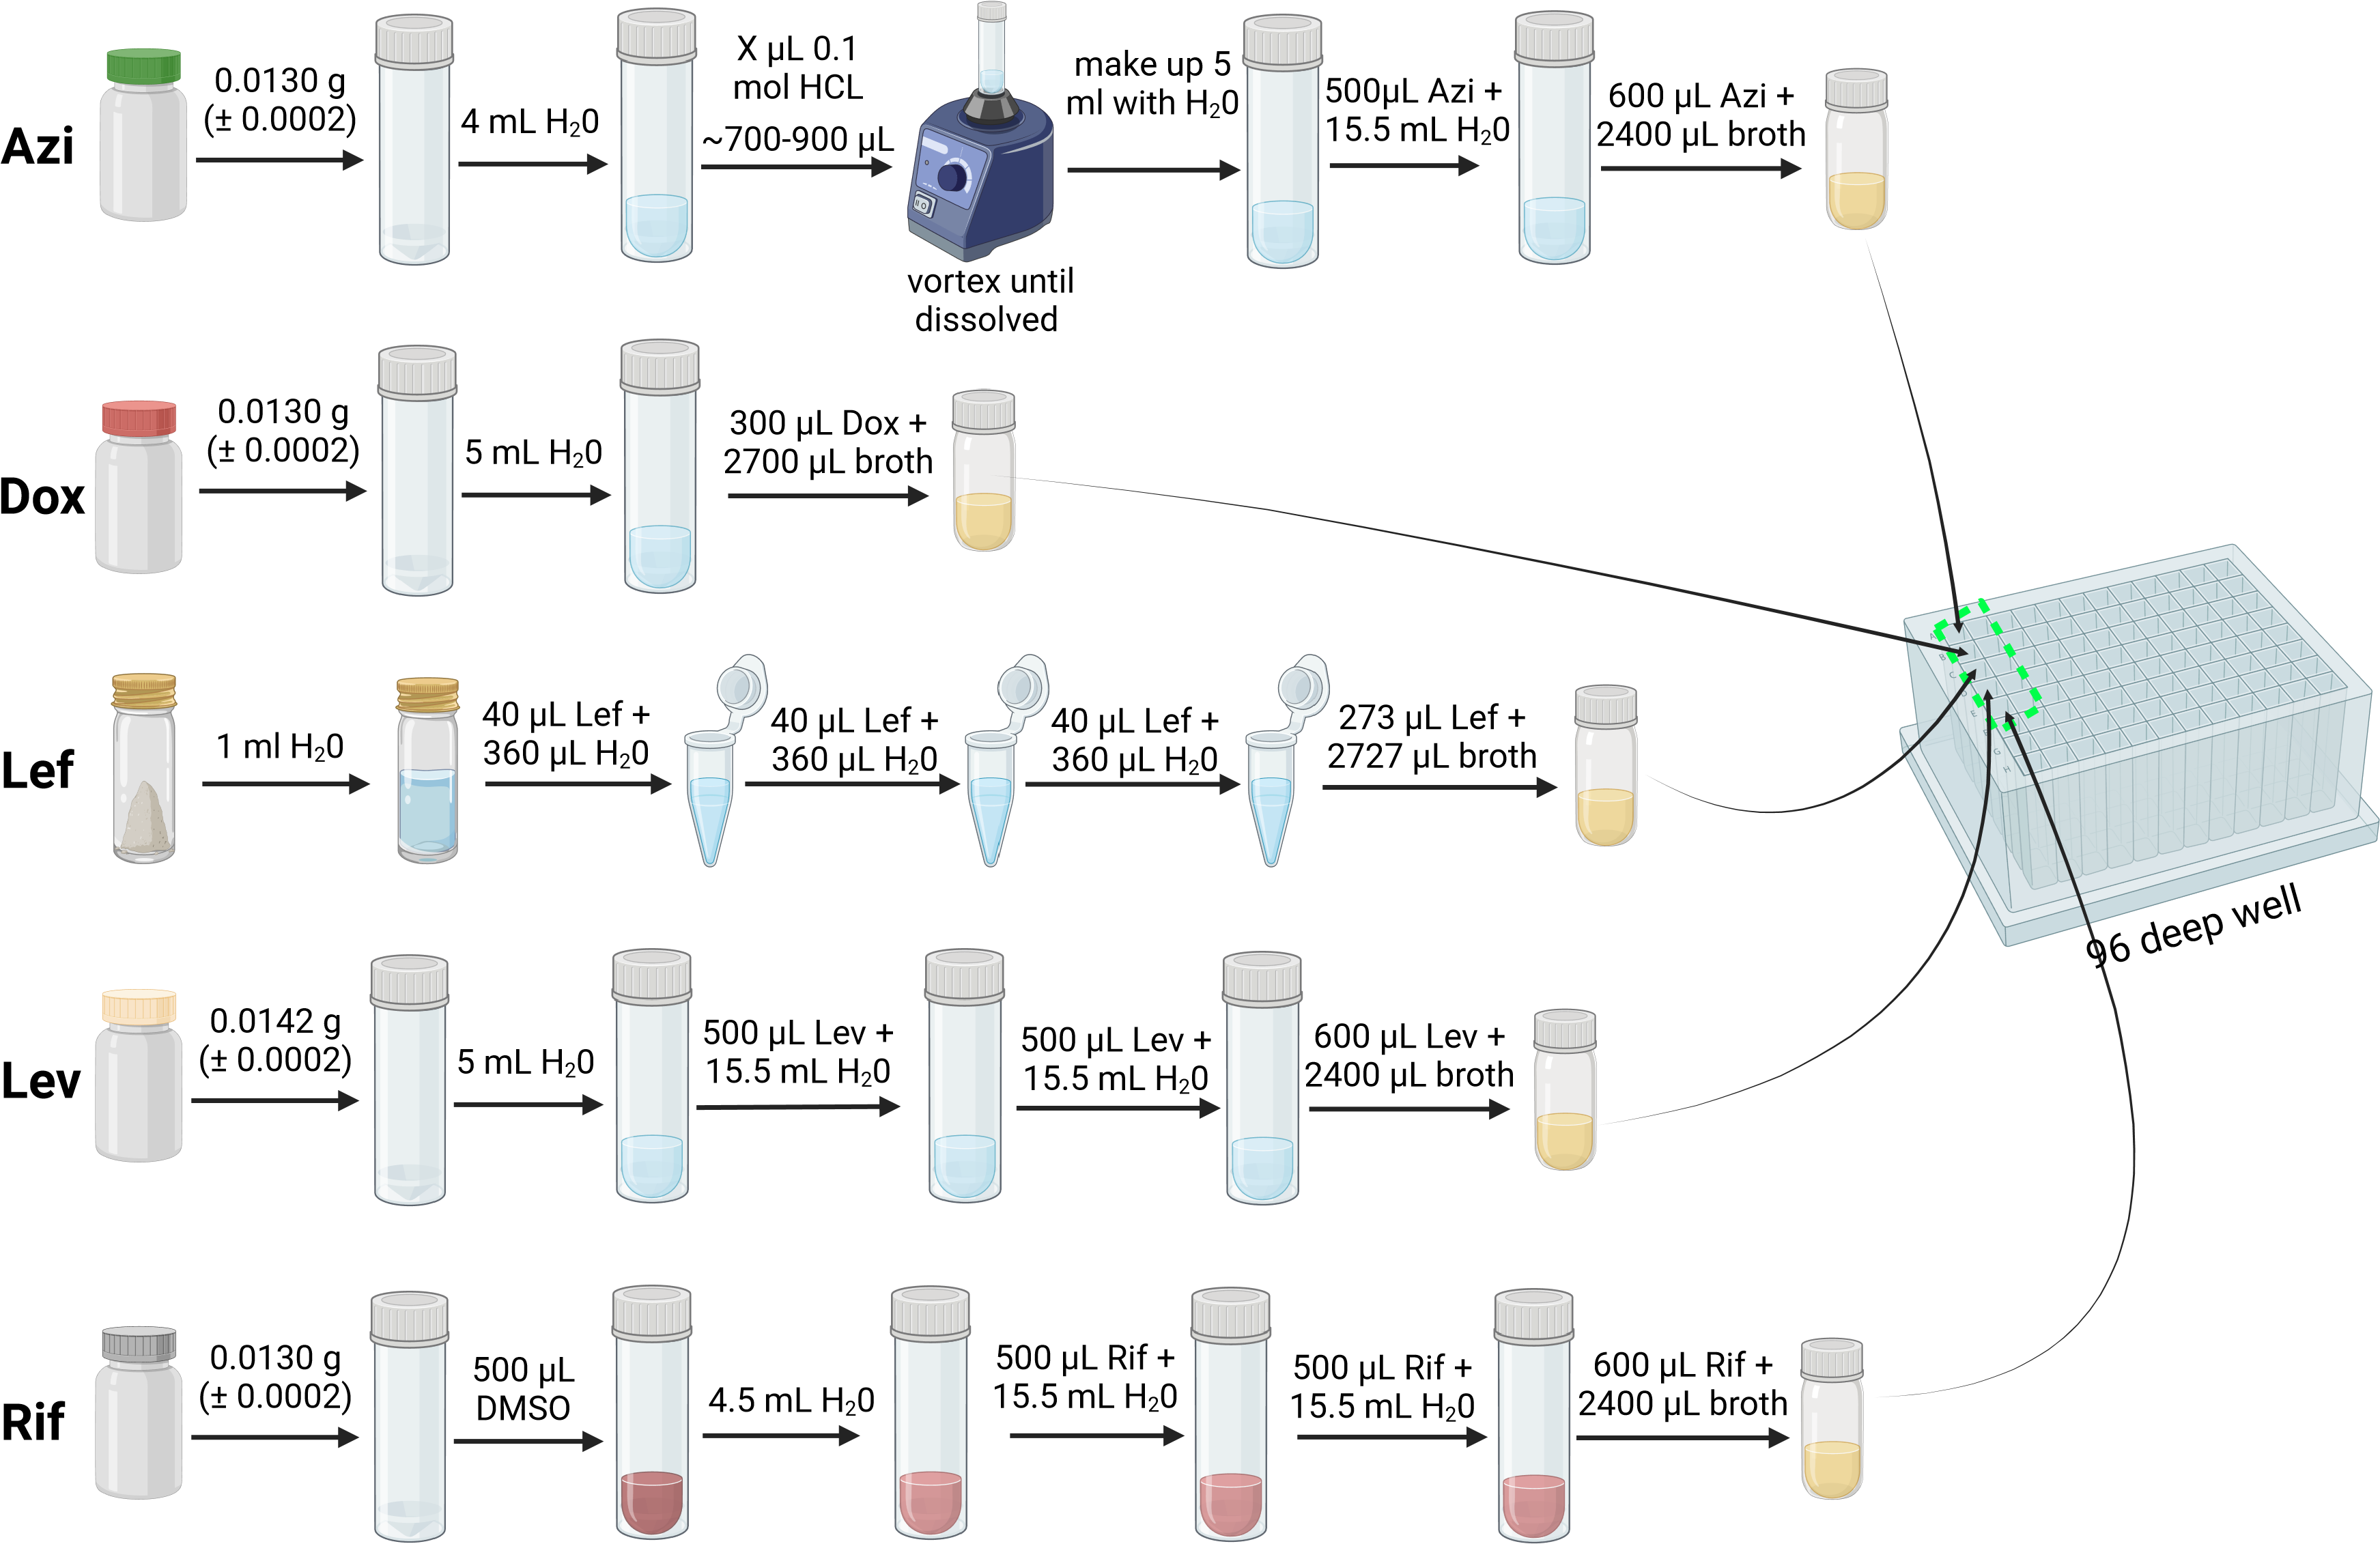 Azi
0.0130 g
(± 0.0002)
4 mL H₂0
X µL 0.1
mol HCL
~700-900 µL
vortex until
dissolved
make up 5
ml with H₂0
500µL Azi +
15.5 mL H₂0
600 µL Azi +
2400 µL broth
Dox
0.0130 g
(± 0.0002)
5 mL H₂0
300 µL Dox +
2700 µL broth
Lef
1 ml H₂0
40 µL Lef +
360 µL H₂0
40 µL Lef +
360 µL H₂0
40 µL Lef +
360 µL H₂0
273 µL Lef +
2727 µL broth
A
B
C
E
G
H
96 deep well
Lev
0.0142 g
(± 0.0002)
5 mL H₂0
500 µL Lev +
15.5 mL H₂0
500 µL Lev +
15.5 mL H₂0
600 µL Lev +
2400 µL broth
Rif
0.0130 g
(± 0.0002)
500 µL
DMSO
4.5 mL H₂0
500 µL Rif +
15.5 mL H₂0
500 µL Rif +
15.5 mL H₂0
600 µL Rif +
2400 µL broth